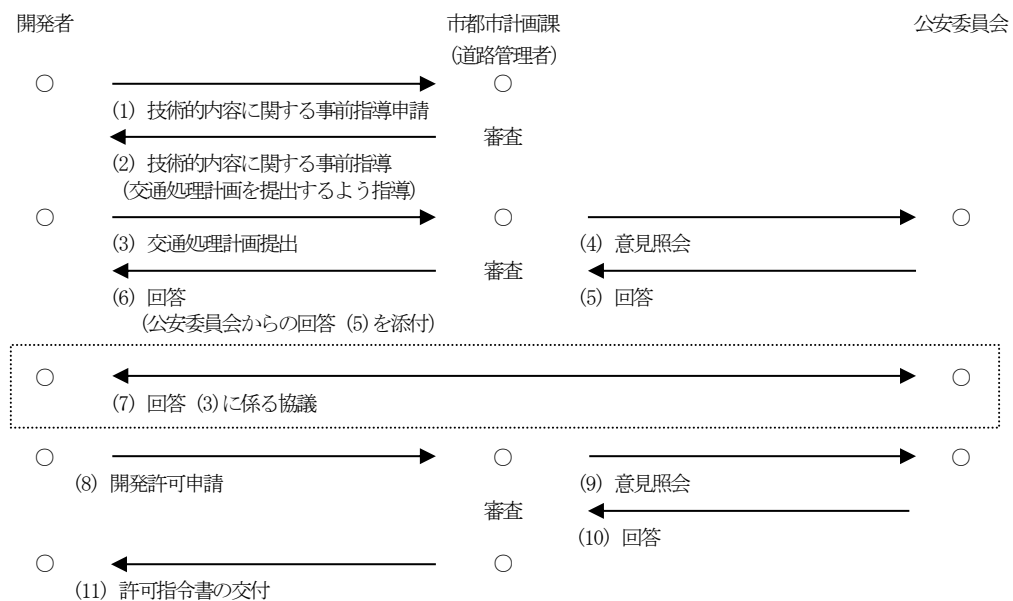 開発者 市都市計画課 公安委員会
(道路管理者)
○ ○
(1) 技術的内容に関する事前指導申請
審査
(2) 技術的内容に関する事前指導
(交通処理計画を提出するよう指導)
○ ○ ○
(3) 交通処理計画提出 (4) 意見照会
審査
(6) 回答 (5) 回答
(公安委員会からの回答 (5)を添付)
○ ○
(7) 回答 (3)に係る協議
○ ○ ○
(8) 開発許可申請 (9) 意見照会
審査
(10) 回答
○ ○
(11) 許可指令書の交付